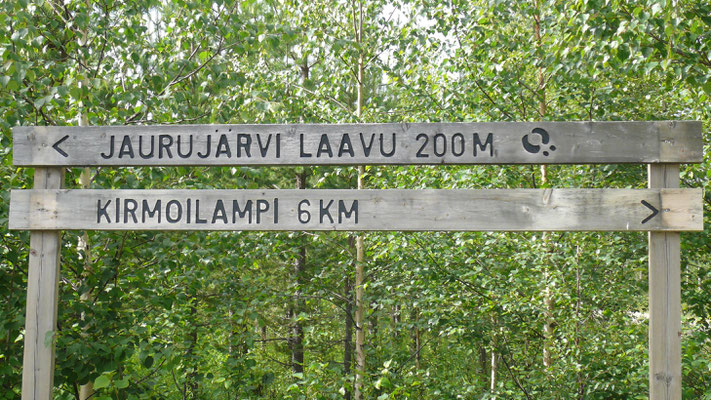 < JAURUJÄRVI LAAVU 200 M
KIRMOILAMPI 6 KM >